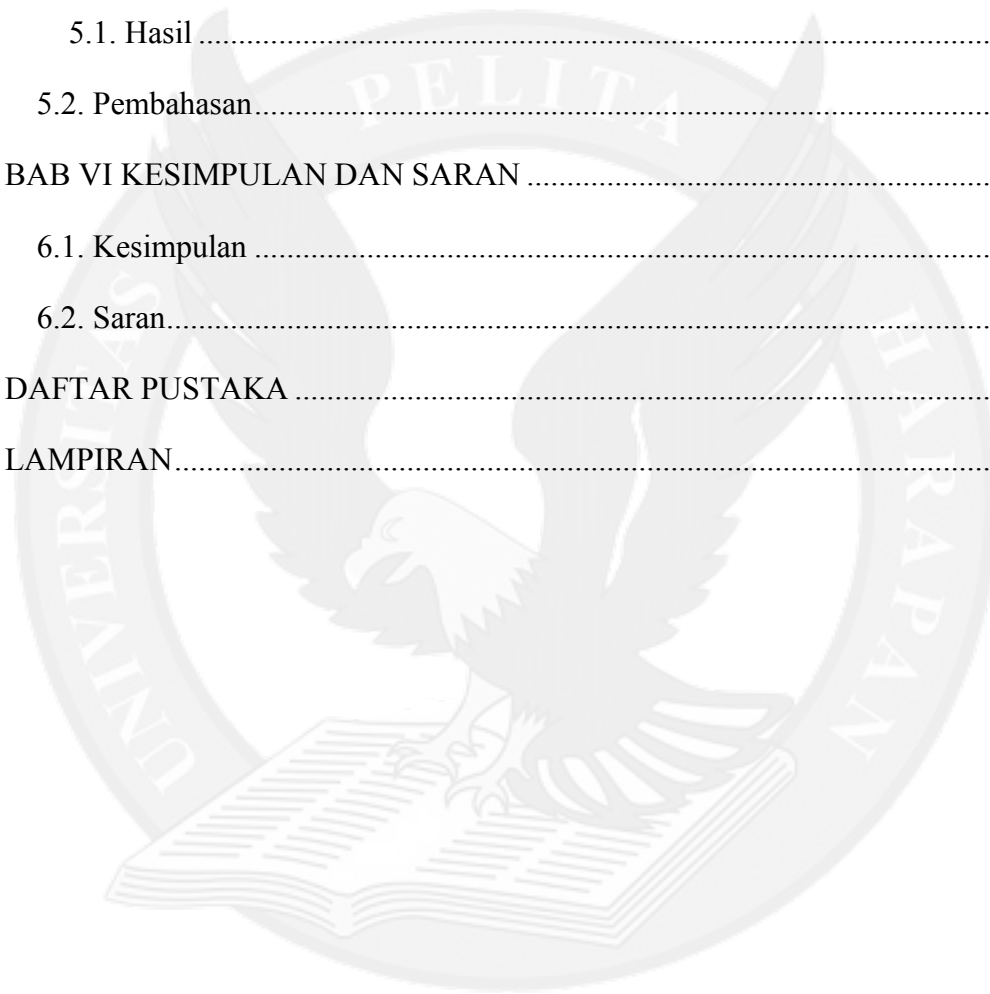 5.1. Hasil ........................................................................................................
5.2. Pembahasan ................................................................................................
BAB VI KESIMPULAN DAN SARAN .............................................................
6.1. Kesimpulan ................................................................................................
6.2. Saran ............................................................................................................
DAFTAR PUSTAKA ...........................................................................................
LAMPIRAN .........................................................................................................
UNIVERSITAS PELITA HARAPAN